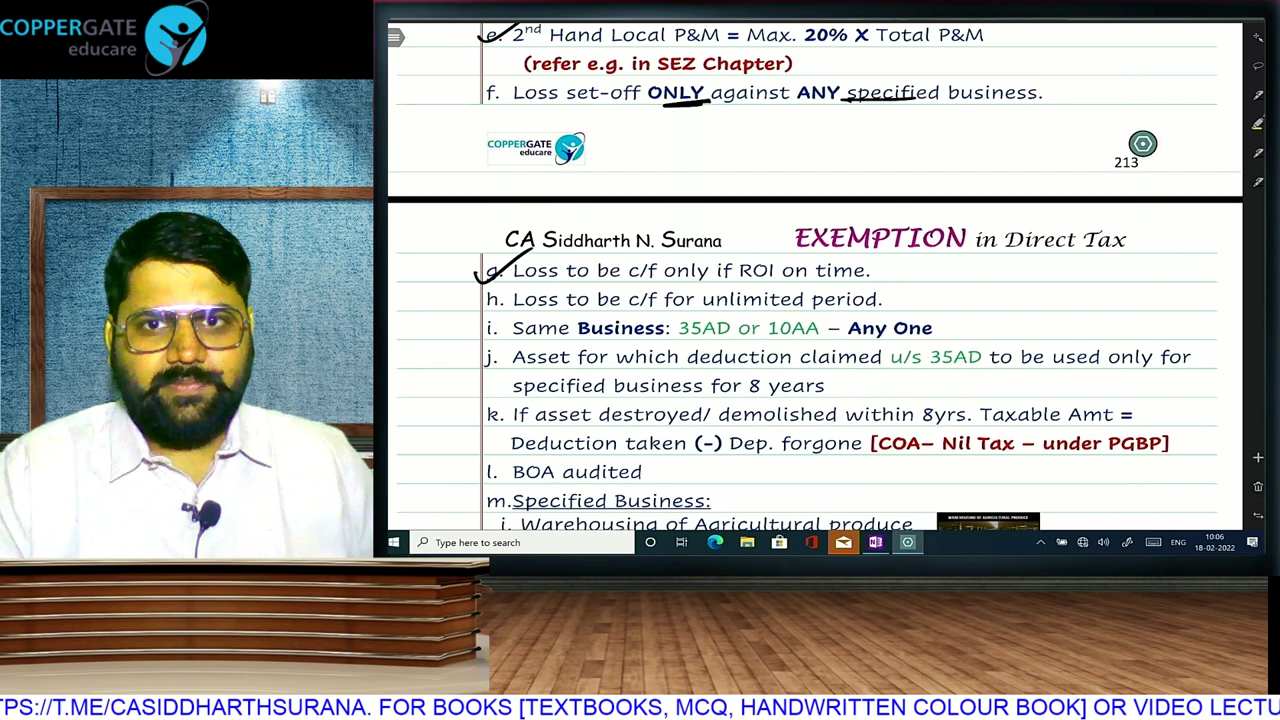 COPPERGATE
educare
e. 2nd Hand Local P&M = Max. 20% X Total P&M
(refer e.g. in SEZ Chapter)
f. Loss set-off ONLY against ANY specified business.
COPPERGATE
educare
213
CA Siddharth N. Surana EXEMPTION in Direct Tax
g. Loss to be c/f only if ROI on time.
h. Loss to be c/f for unlimited period.
i. Same Business: 35AD or 10AA – Any One
j. Asset for which deduction claimed u/s 35AD to be used only for
specified business for 8 years
k. If asset destroyed/ demolished within 8yrs. Taxable Amt =
Deduction taken (-) Dep. forgone [COA– Nil Tax – under PGBP]
l. BOA audited
m. Specified Business:
i. Warehousing of Agricultural produce
Type here to search
ENG
10:06
18-02-2022
TPS://T.ME/CASIDDHARTHSURANA. FOR BOOKS [TEXTBOOKS, MCQ, HANDWRITTEN COLOUR BOOK] OR VIDEO LECTU